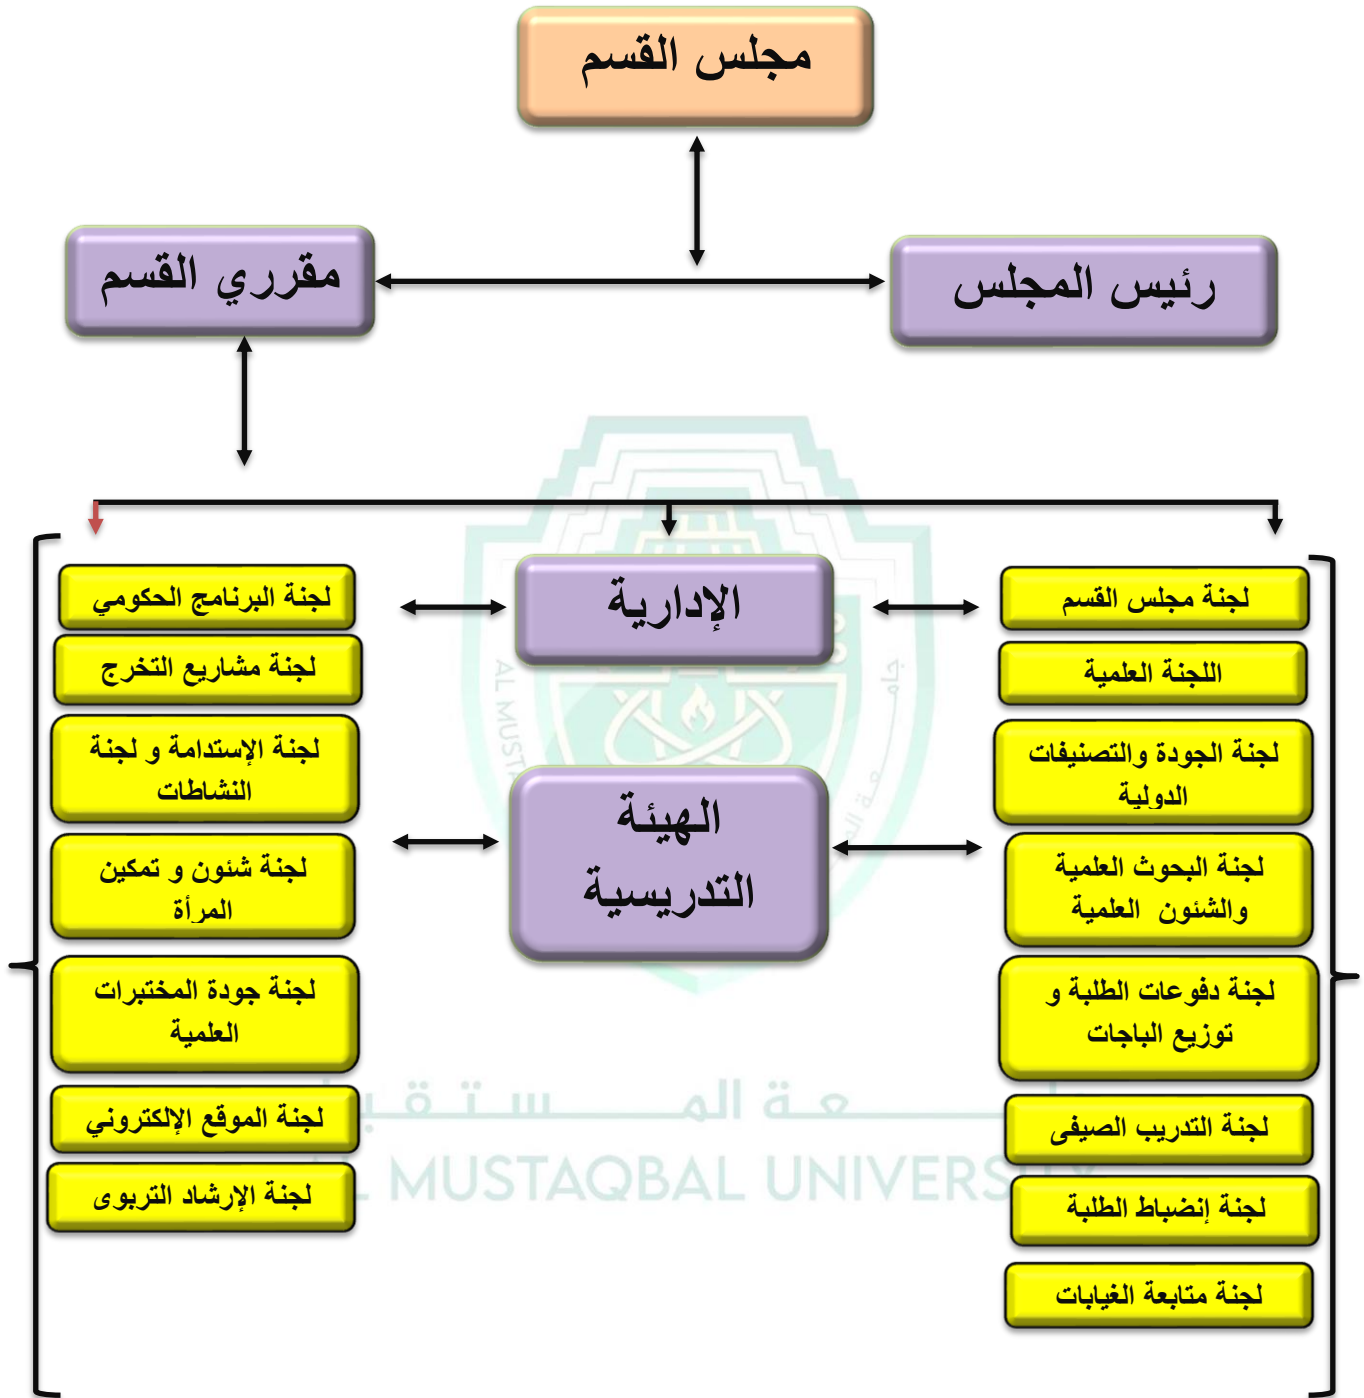 مجلس القسم
رئيس المجلس
مقرري القسم
الإدارية
الهيئة
التدريسية
لجنة مجلس القسم
اللجنة العلمية
لجنة الجودة والتصنيفات
الدولية
لجنة البحوث العلمية
والشئون العلمية
لجنة دفوعات الطلبة و
توزيع الباجات
لجنة التدريب الصيفى
لجنة إنضباط الطلبة
لجنة متابعة الغيابات
لجنة البرنامج الحكومي
لجنة مشاريع التخرج
لجنة الإستدامة و لجنة
النشاطات
لجنة شئون و تمكين
المرأة
لجنة جودة المختبرات
العلمية
لجنة الموقع الإلكتروني
لجنة الإرشاد التربوى
MUSTAQBAL UNIVERSITY